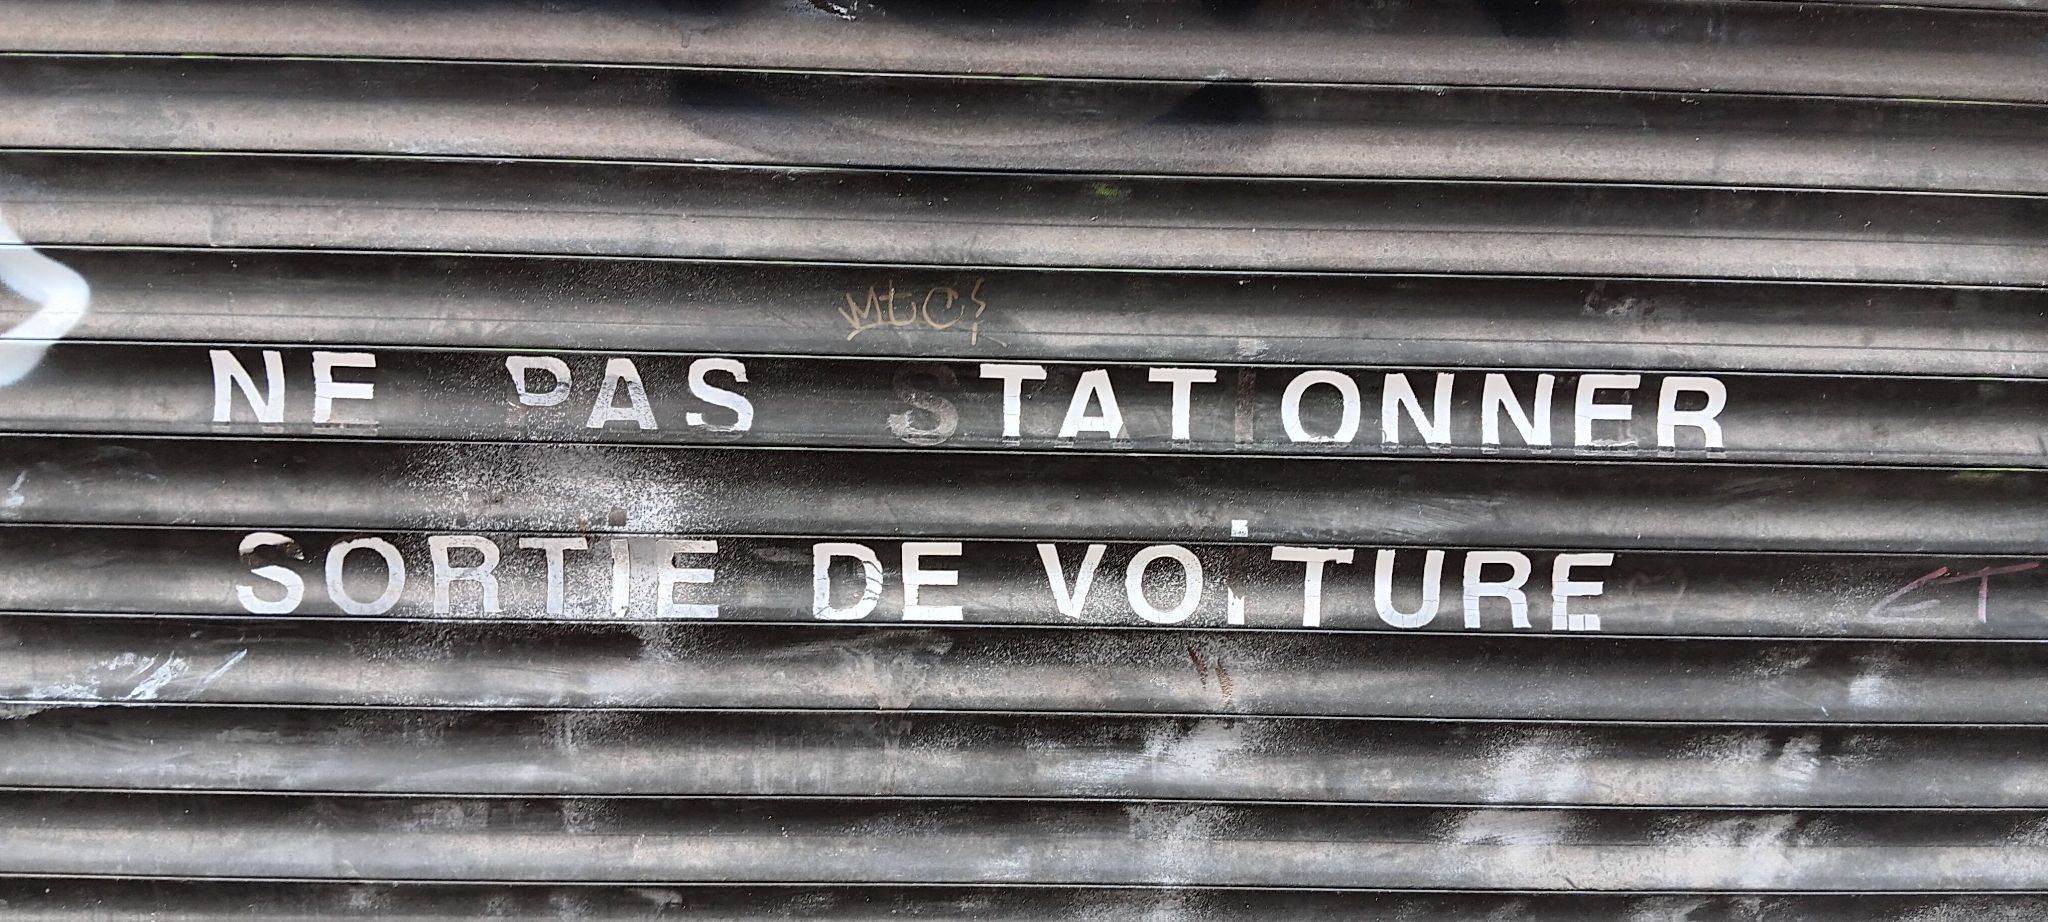 NE PAS STATIONNER
SORTIE DE VOiTURE